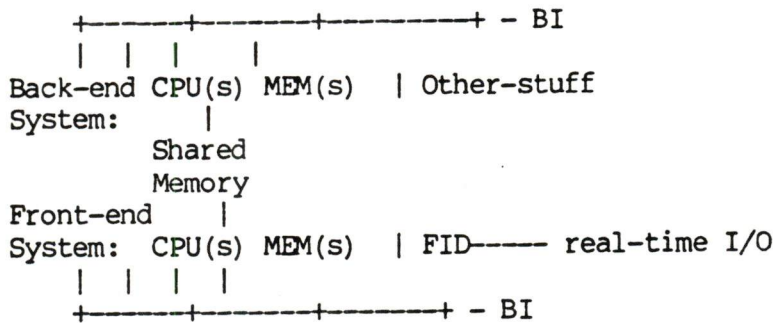 +------+-------+---------+ - BI
| | | |
Back-end CPU(s) MEM(s) | Other-stuff
System: |
Shared
Memory
Front-end |
System: CPU(s) MEM(s) | FID----- real-time I/O
| | | |
+------+-------+-------+ - BI